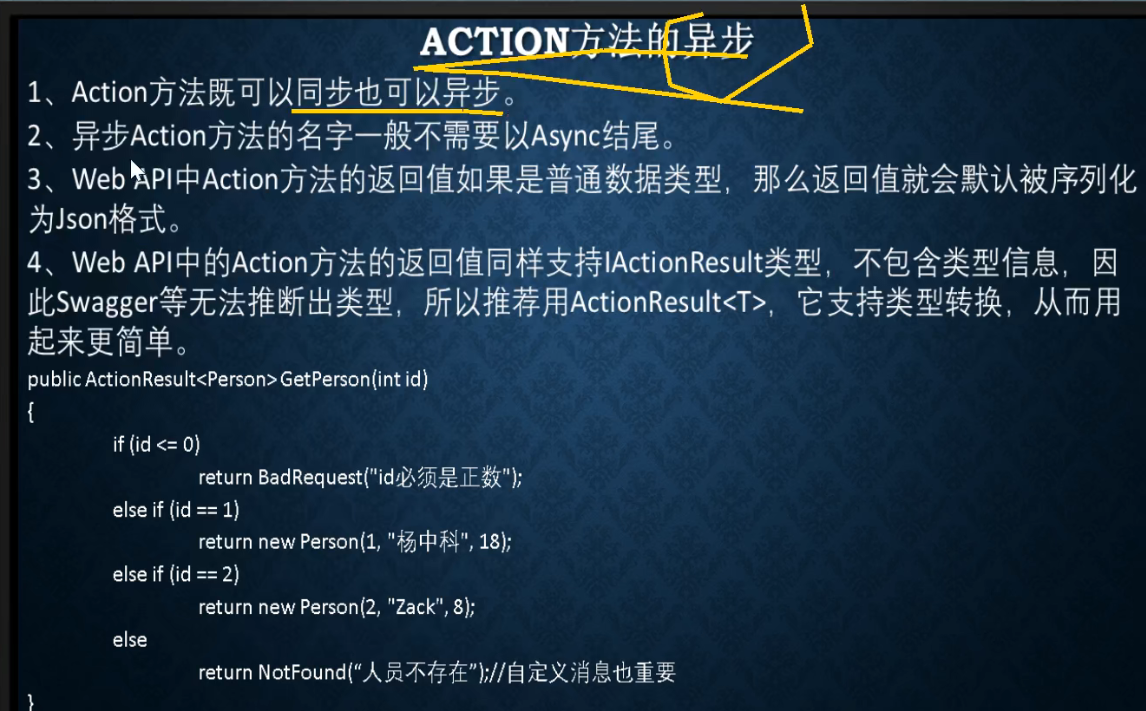 ACTION方法的异步
1、Action方法既可以同步也可以异步。
2、异步Action方法的名字一般不需要以Async结尾。
3、Web API中Action方法的返回值如果是普通数据类型，那么返回值就会默认被序列化
为Json格式。
4、Web API中的Action方法的返回值同样支持IActionResult类型，不包含类型信息，因
此Swagger等无法推断出类型，所以推荐用ActionResult<T>，它支持类型转换，从而用
起来更简单。
public ActionResult<Person> GetPerson(int id)
{
if (id <= 0)
return BadRequest("id必须是正数");
else if (id == 1)
return new Person(1, "杨中科", 18);
else if (id == 2)
return new Person(2, "Zack", 8);
else
return NotFound(“人员不存在”);//自定义消息也重要
}